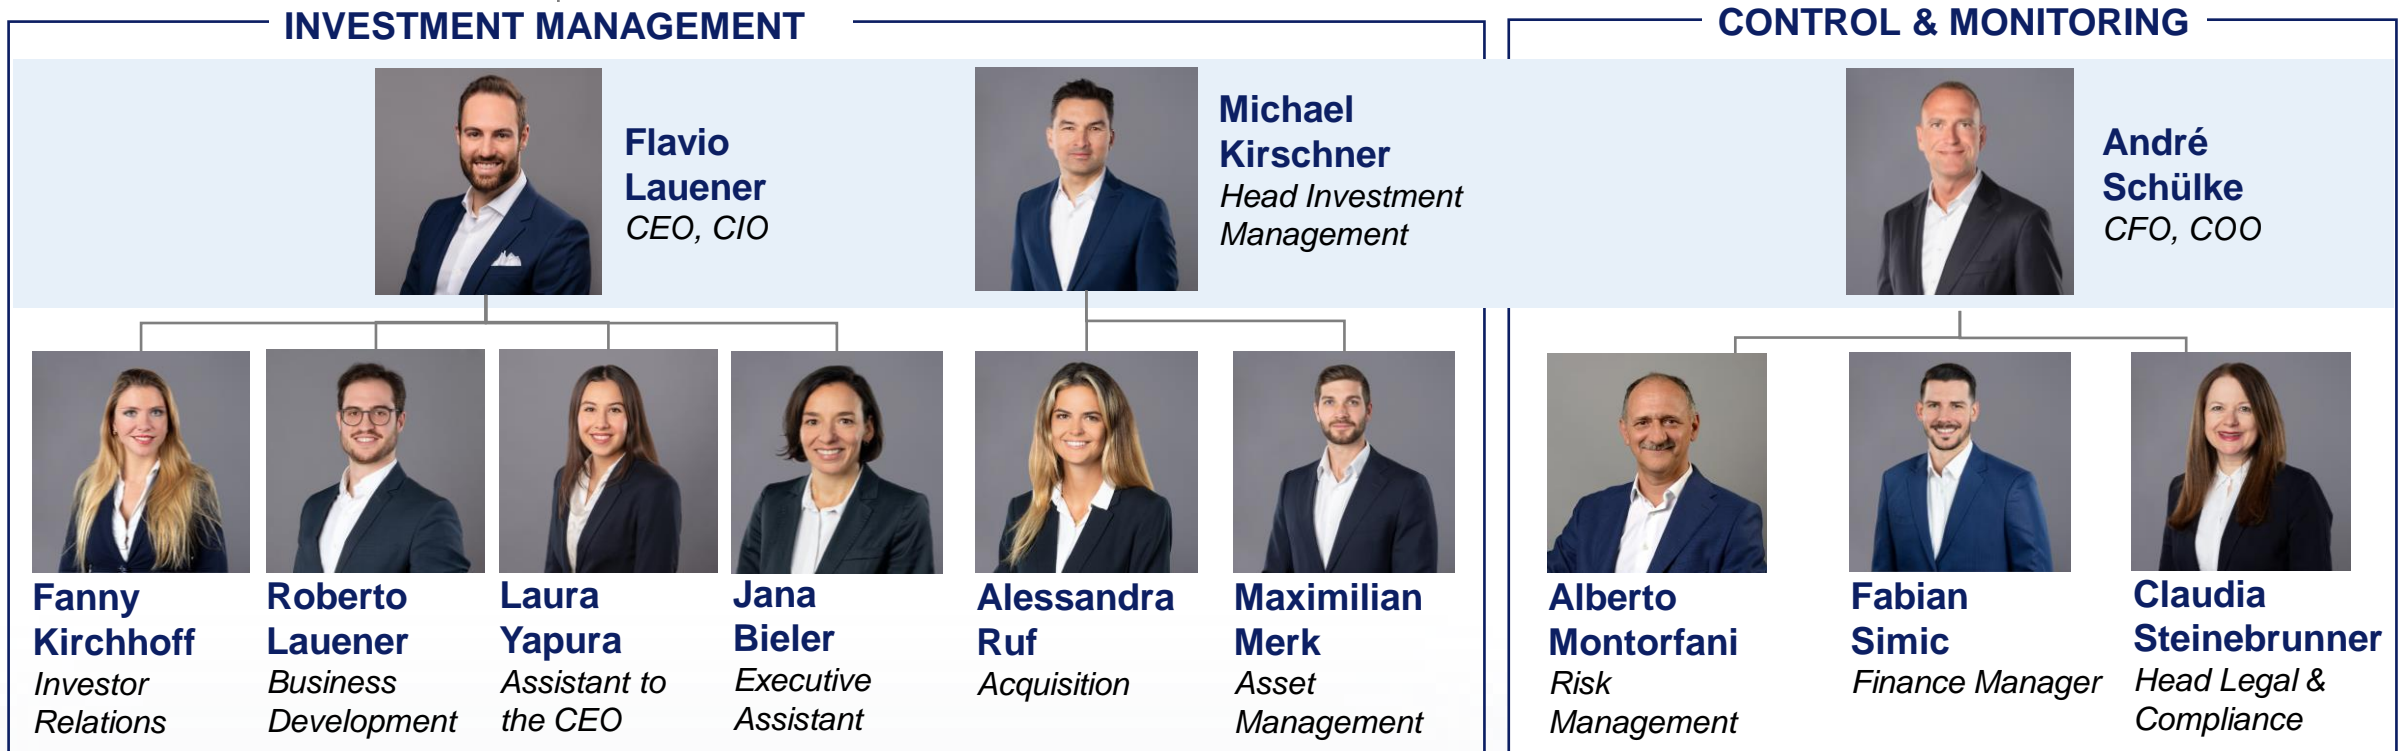 INVESTMENT MANAGEMENT
CONTROL & MONITORING
Flavio
Lauener
CEO, CIO
Michael
Kirschner
Head Investment
Management
André
Schülke
CFO, COO
Fanny
Kirchhoff
Investor
Relations
Roberto
Lauener
Business
Development
Laura
Yapura
Assistant to
the CEO
Jana
Bieler
Executive
Assistant
Alessandra
Ruf
Acquisition
Maximilian
Merk
Asset
Management
Alberto
Montorfani
Risk
Management
Fabian
Simic
Finance Manager
Claudia
Steinebrunner
Head Legal &
Compliance